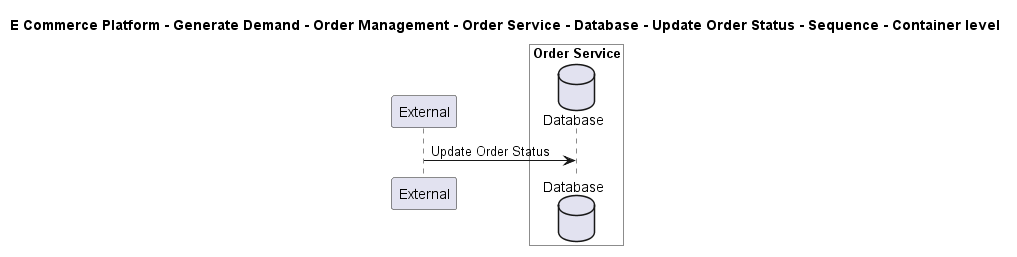 E Commerce Platform - Generate Demand - Order Management - Order Service - Database - Update Order Status - Sequence - Container level
Order Service
External
Database
Update Order Status
External
Database